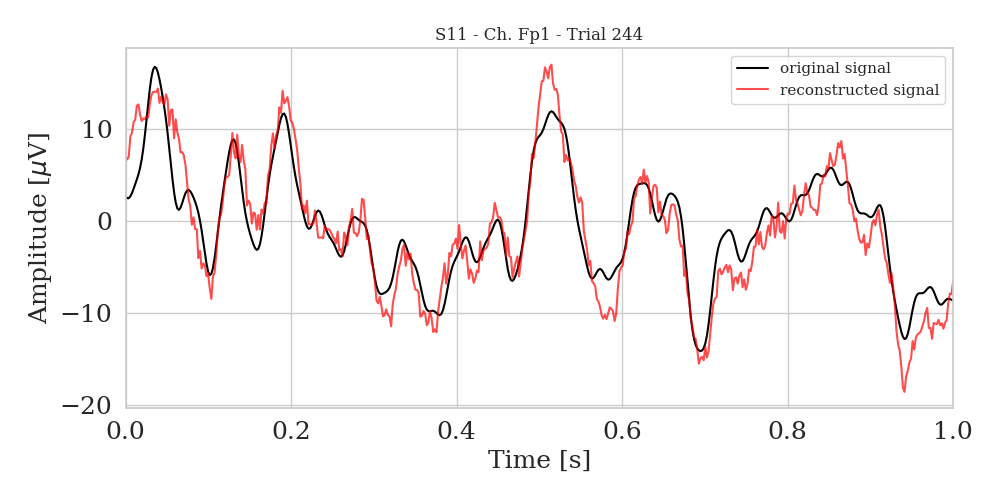 S11 - Ch. Fp1 - Trial 244
original signal
reconstructed signal
Amplitude [μV]
10
0
−10
−20
0.0 0.2 0.4 0.6 0.8 1.0
Time [s]